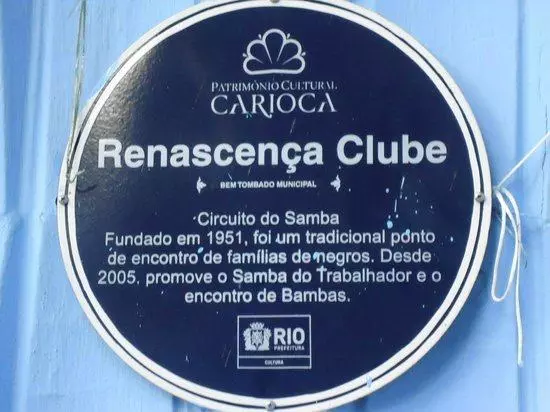 PATRIMÔNIO CULTURAL
CARIOCA
Renascença Clube
BEM TOMBADO MUNICIPAL
Circuito do Samba
Fundado em 1951, foi um tradicional ponto
de encontro de famílias de negros. Desde
2005, promove o Samba do Trabalhador e o
encontro de Bambas.
RIO
PREFEITURA
CULTURA